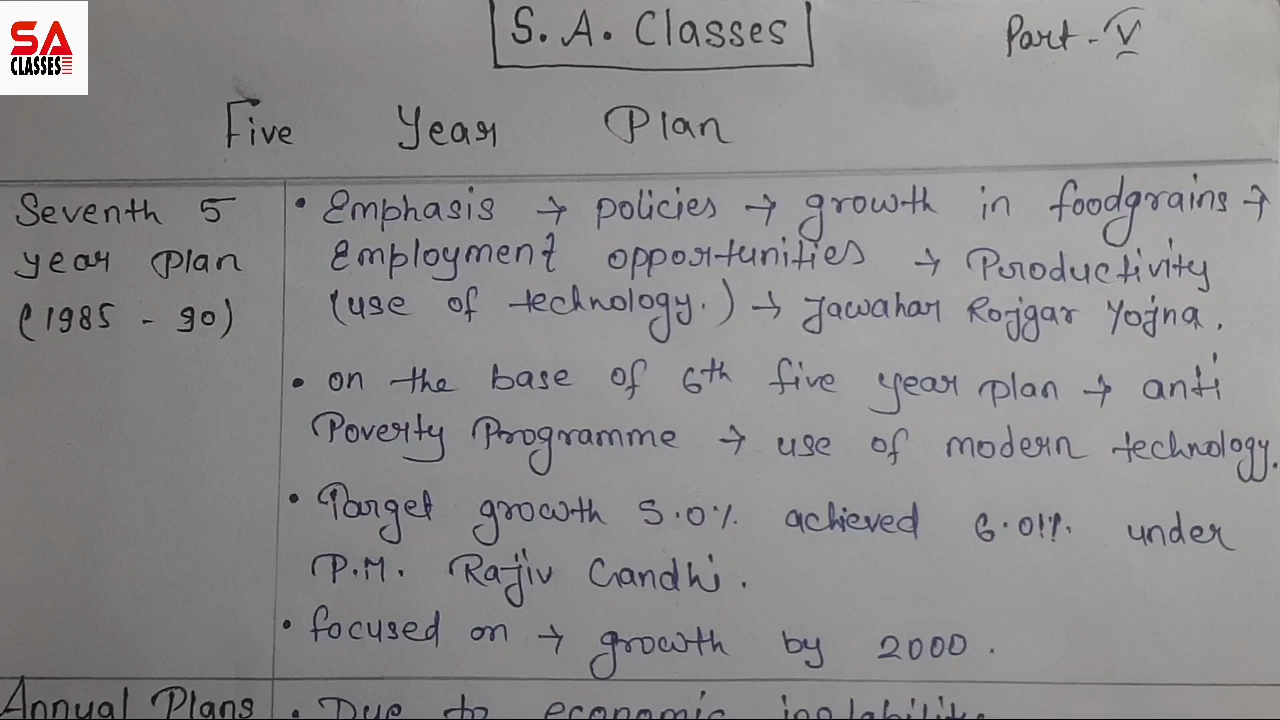 SA
CLASSES
S. A. Classes
Part - V
Five Year Plan
Seventh 5
year Plan
(1985 - 90)
• Emphasis → policies → growth in foodgrains →
Employment opportunities → Productivity
(use of technology.) → Jawahar Rojgar Yojna.
• on the base of 6th five year plan → anti
Poverty Programme → use of modern technology.
• Target growth 5.0% achieved 6.01% under
P.M. Rajiv Gandhi.
• focused on → growth by 2000.
Annual Plans
• Due to economic